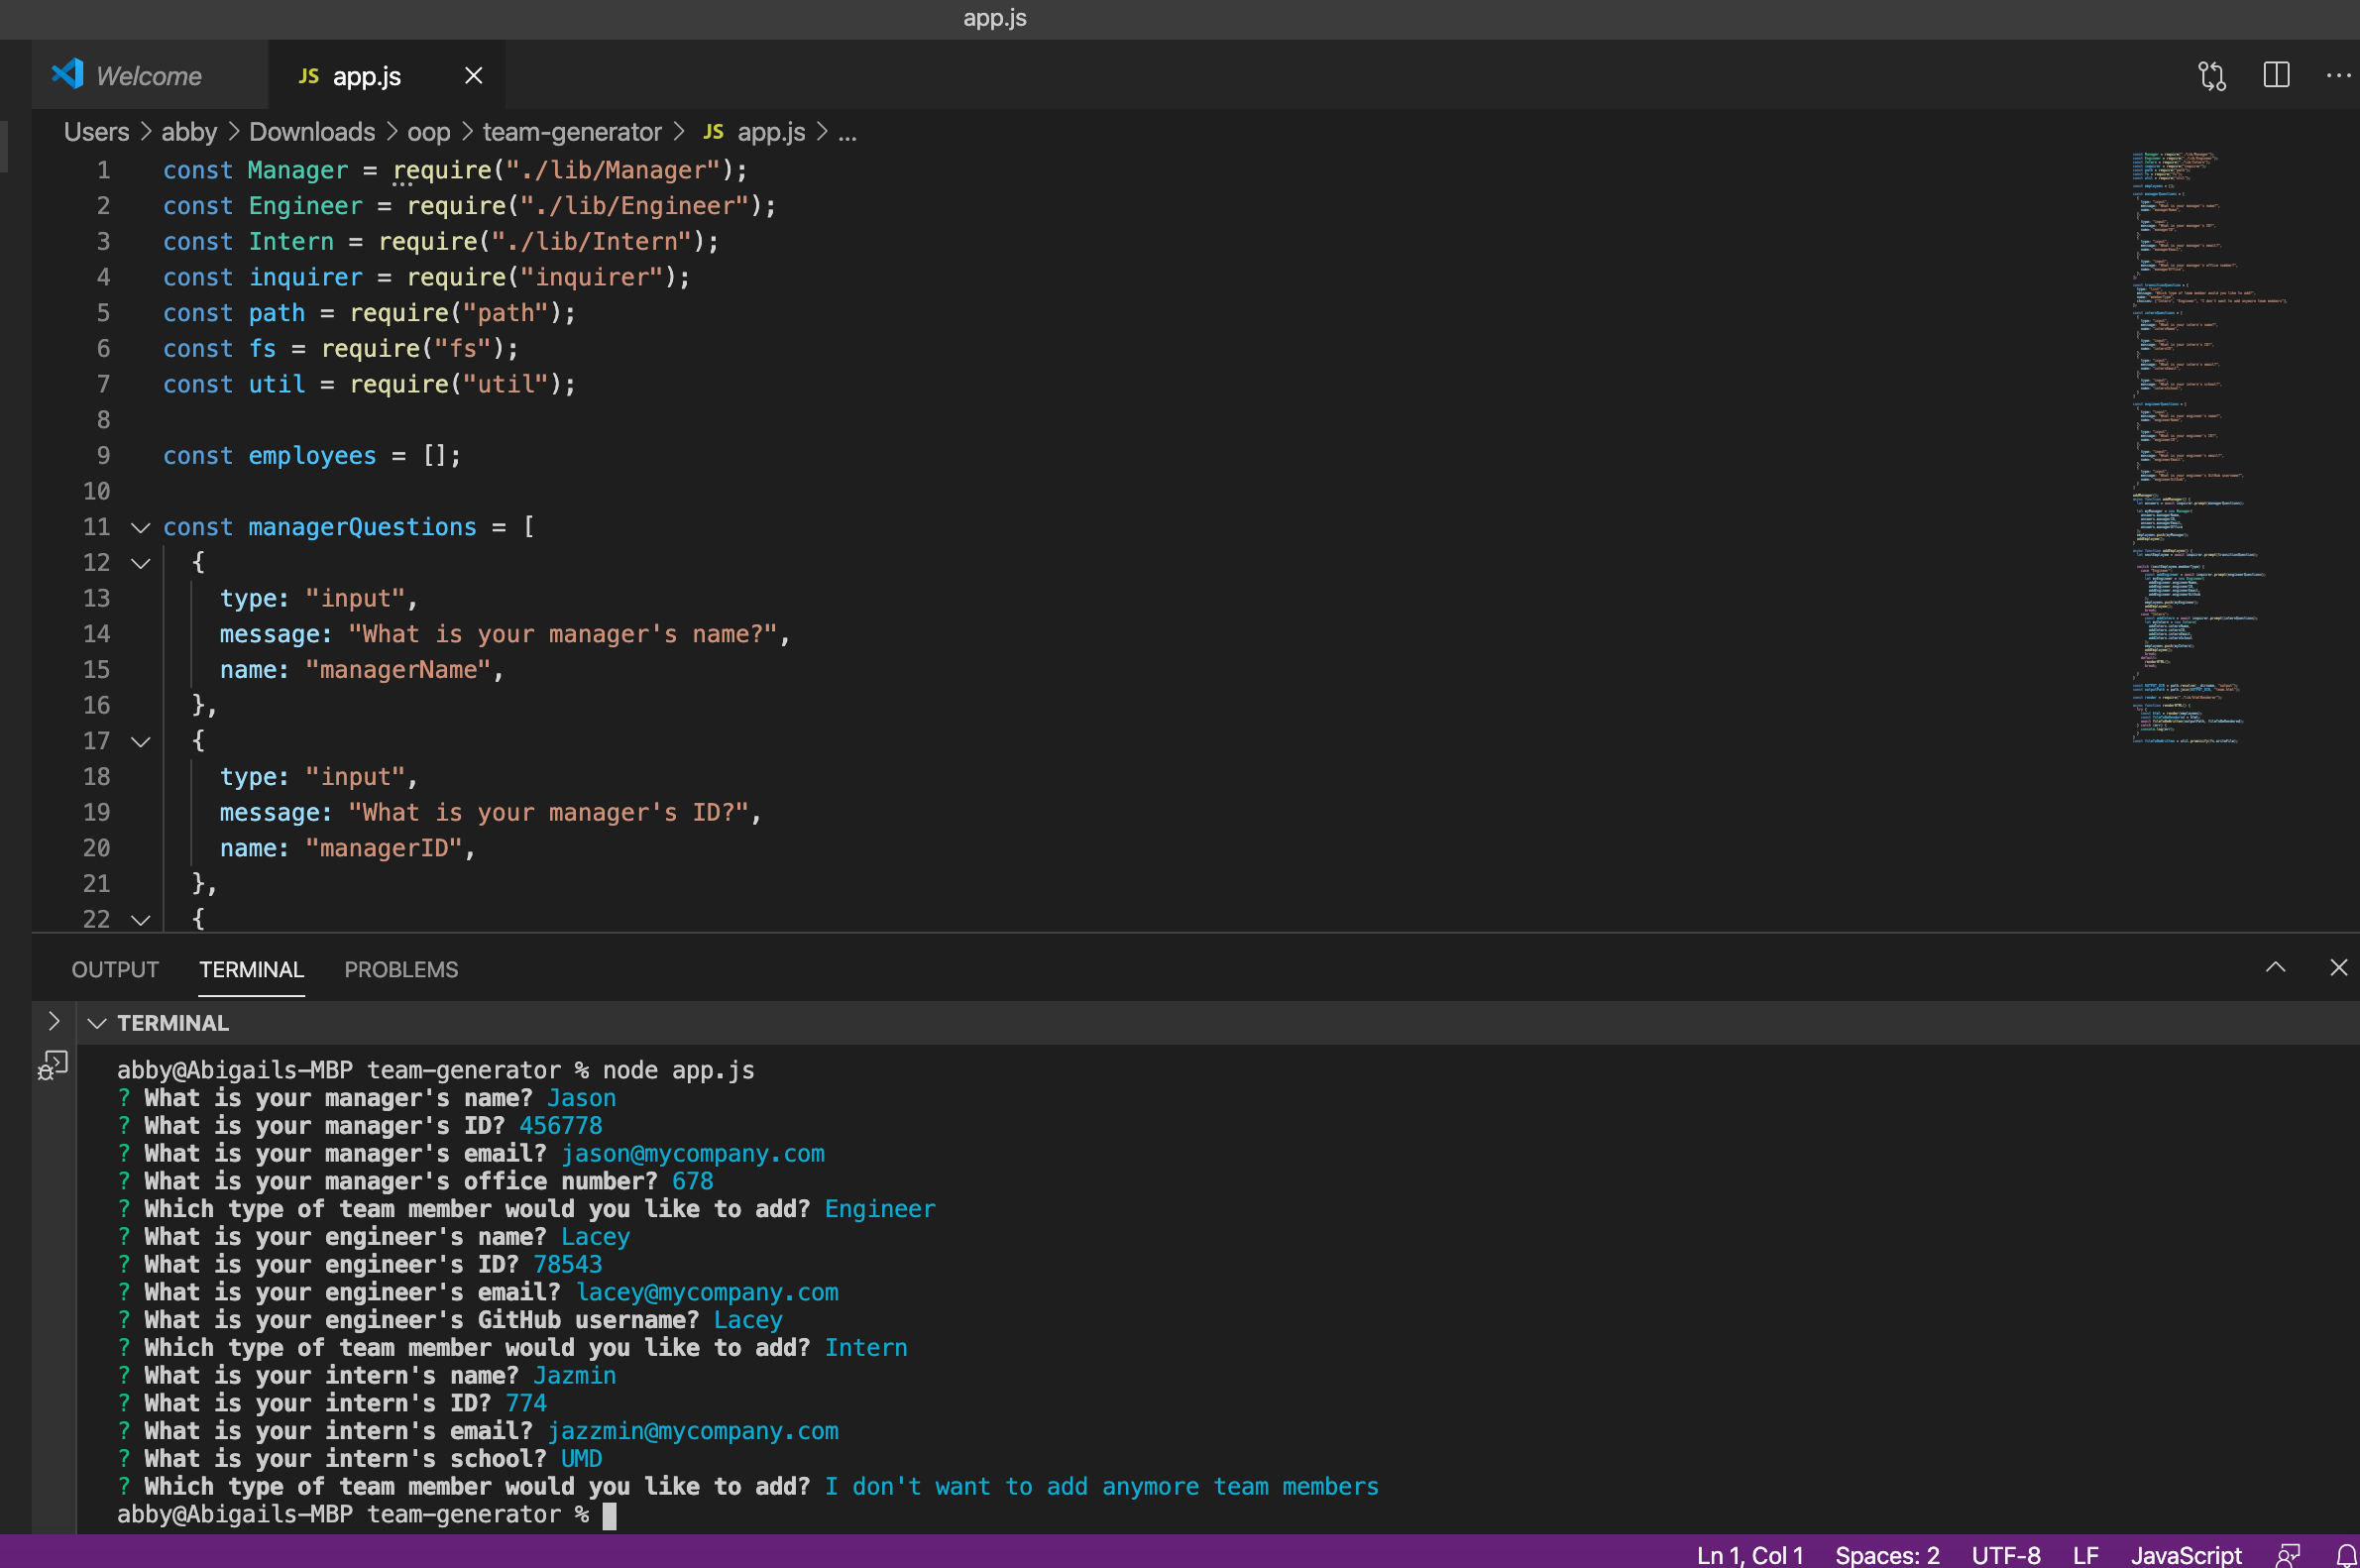 app.js
Welcome
JS app.js
Users > abby > Downloads > oop > team-generator > JS app.js > ...
1 const Manager = require("./lib/Manager");
2 const Engineer = require("./lib/Engineer");
3 const Intern = require("./lib/Intern");
4 const inquirer = require("inquirer");
5 const path = require("path");
6 const fs = require("fs");
7 const util = require("util");
8
9 const employees = [];
10
11 const managerQuestions = [
12 {
13 type: "input",
14 message: "What is your manager's name?",
15 name: "managerName",
16 },
17 {
18 type: "input",
19 message: "What is your manager's ID?",
20 name: "managerID",
21 },
22 {
OUTPUT TERMINAL PROBLEMS
TERMINAL
abby@Abigails-MBP team-generator % node app.js
? What is your manager's name? Jason
? What is your manager's ID? 456778
? What is your manager's email? jason@mycompany.com
? What is your manager's office number? 678
? Which type of team member would you like to add? Engineer
? What is your engineer's name? Lacey
? What is your engineer's ID? 78543
? What is your engineer's email? lacey@mycompany.com
? What is your engineer's GitHub username? Lacey
? Which type of team member would you like to add? Intern
? What is your intern's name? Jazmin
? What is your intern's ID? 774
? What is your intern's email? jazzmin@mycompany.com
? What is your intern's school? UMD
? Which type of team member would you like to add? I don't want to add anymore team members
abby@Abigails-MBP team-generator %
Ln 1, Col 1 Spaces: 2 UTF-8 LF JavaScript